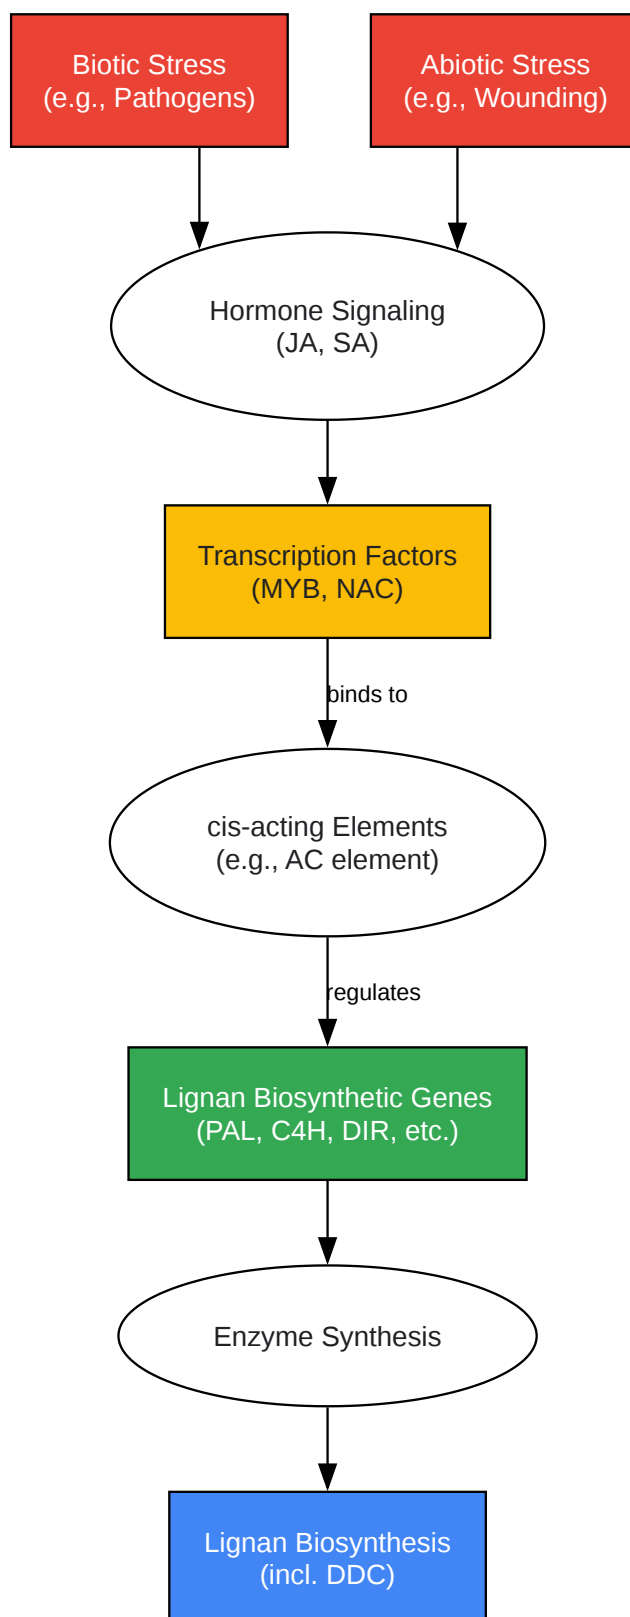 Biotic Stress
(e.g., Pathogens)
Abiotic Stress
(e.g., Wounding)
Hormone Signaling
(JA, SA)
Transcription Factors
(MYB, NAC)
binds to
cis-acting Elements
(e.g., AC element)
regulates
Lignan Biosynthetic Genes
(PAL, C4H, DIR, etc.)
Enzyme Synthesis
Lignan Biosynthesis
(incl. DDC)